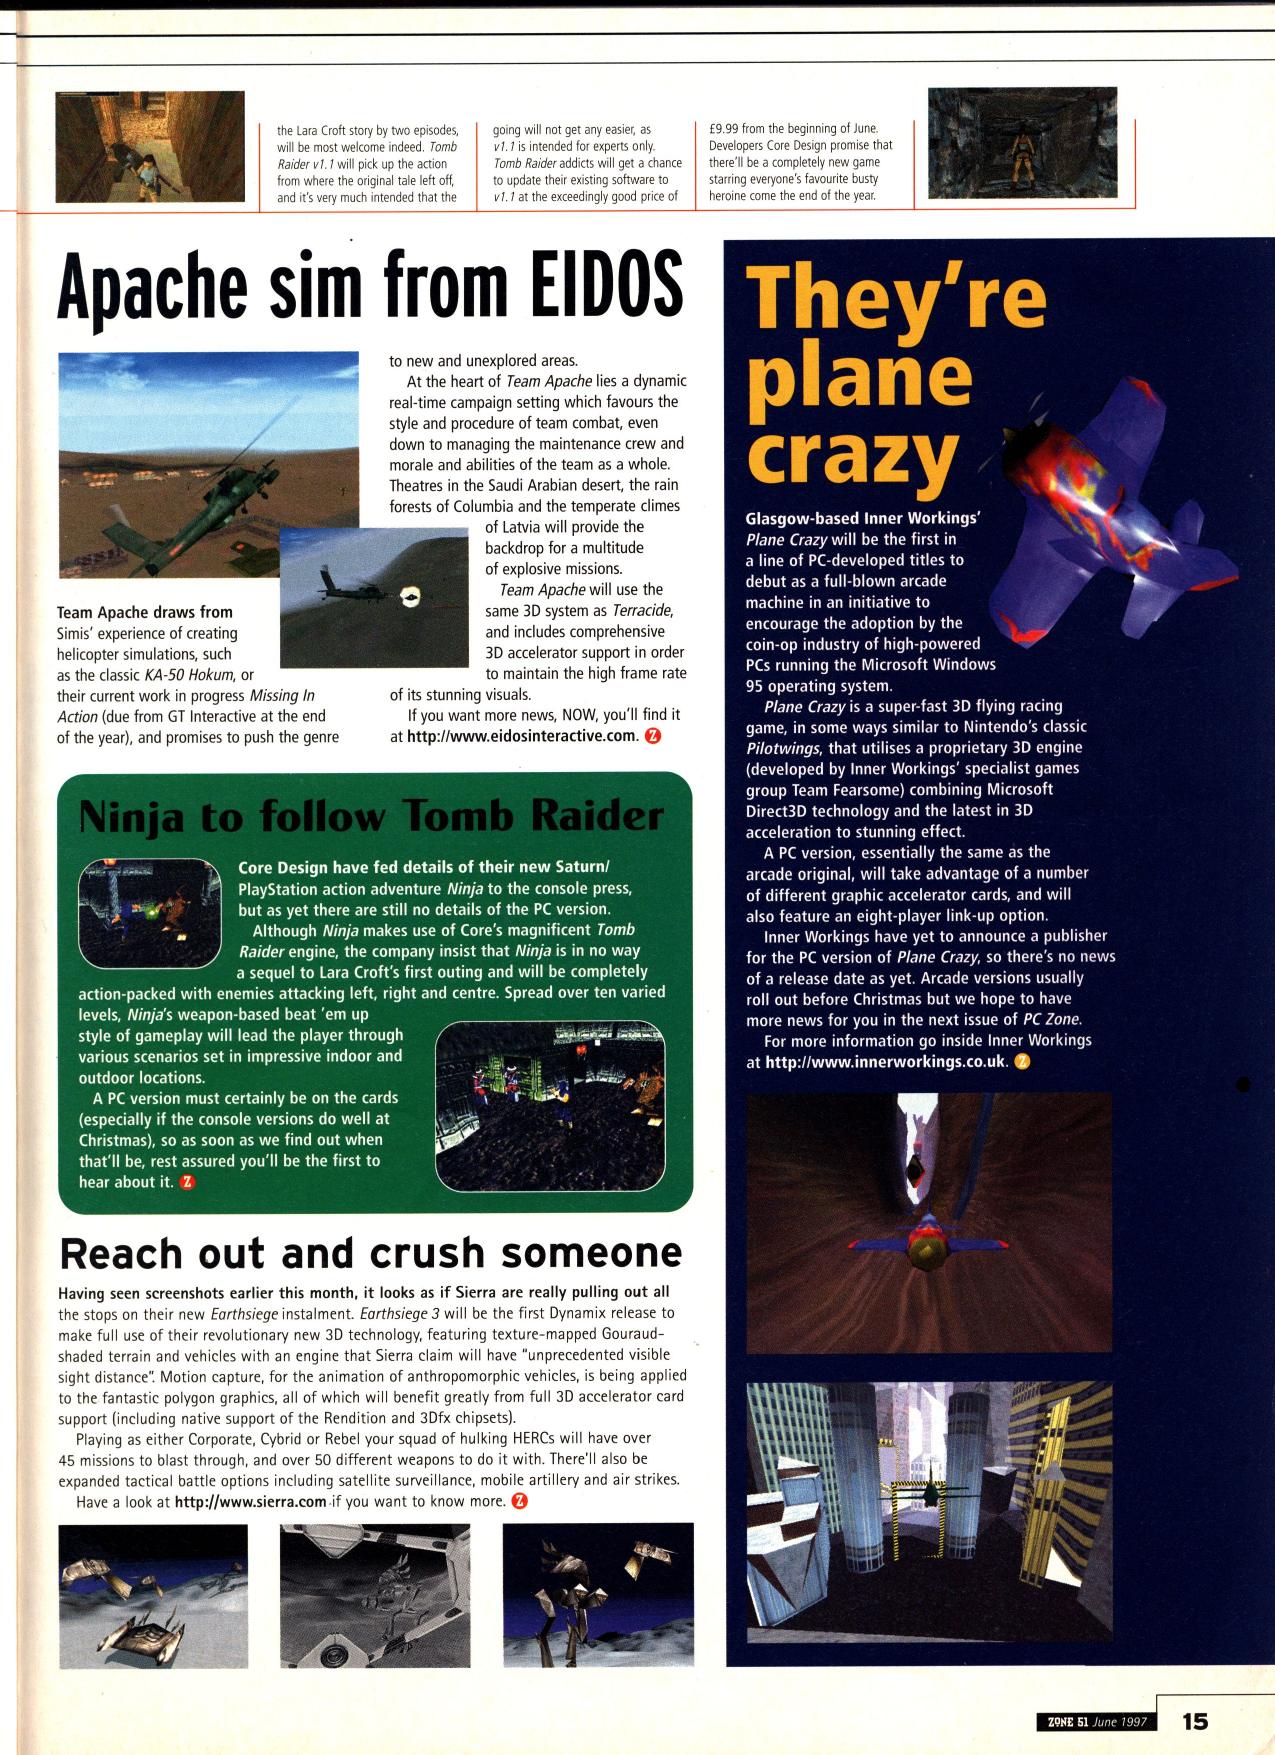 the Lara Croft story by two episodes,
will be most welcome indeed. Tomb
Raider v1.1 will pick up the action
from where the original tale left off,
and it's very much intended that the
going will not get any easier, as
v1.1 is intended for experts only.
Tomb Raider addicts will get a chance
to update their existing software to
v1.1 at the exceedingly good price of
£9.99 from the beginning of June.
Developers Core Design promise that
there'll be a completely new game
starring everyone's favourite busty
heroine come the end of the year.
Apache sim from EIDOS
Team Apache draws from
Simis' experience of creating
helicopter simulations, such
as the classic KA-50 Hokum, or
their current work in progress Missing In
Action (due from GT Interactive at the end
of the year), and promises to push the genre
to new and unexplored areas.
At the heart of Team Apache lies a dynamic
real-time campaign setting which favours the
style and procedure of team combat, even
down to managing the maintenance crew and
morale and abilities of the team as a whole.
Theatres in the Saudi Arabian desert, the rain
forests of Columbia and the temperate climes
of Latvia will provide the
backdrop for a multitude
of explosive missions.
Team Apache will use the
same 3D system as Terracide,
and includes comprehensive
3D accelerator support in order
to maintain the high frame rate
of its stunning visuals.
If you want more news, NOW, you'll find it
at http://www.eidosinteractive.com. Z
Ninja to follow Tomb Raider
Core Design have fed details of their new Saturn/
PlayStation action adventure Ninja to the console press,
but as yet there are still no details of the PC version.
Although Ninja makes use of Core's magnificent Tomb
Raider engine, the company insist that Ninja is in no way
a sequel to Lara Croft's first outing and will be completely
action-packed with enemies attacking left, right and centre. Spread over ten varied
levels, Ninja's weapon-based beat 'em up
style of gameplay will lead the player through
various scenarios set in impressive indoor and
outdoor locations.
A PC version must certainly be on the cards
(especially if the console versions do well at
Christmas), so as soon as we find out when
that'll be, rest assured you'll be the first to
hear about it. Z
Reach out and crush someone
Having seen screenshots earlier this month, it looks as if Sierra are really pulling out all
the stops on their new Earthsiege instalment. Earthsiege 3 will be the first Dynamix release to
make full use of their revolutionary new 3D technology, featuring texture-mapped Gouraud-
shaded terrain and vehicles with an engine that Sierra claim will have "unprecedented visible
sight distance". Motion capture, for the animation of anthropomorphic vehicles, is being applied
to the fantastic polygon graphics, all of which will benefit greatly from full 3D accelerator card
support (including native support of the Rendition and 3Dfx chipsets).
Playing as either Corporate, Cybrid or Rebel your squad of hulking HERCs will have over
45 missions to blast through, and over 50 different weapons to do it with. There'll also be
expanded tactical battle options including satellite surveillance, mobile artillery and air strikes.
Have a look at http://www.sierra.com if you want to know more. Z
They're
plane
crazy
Glasgow-based Inner Workings'
Plane Crazy will be the first in
a line of PC-developed titles to
debut as a full-blown arcade
machine in an initiative to
encourage the adoption by the
coin-op industry of high-powered
PCs running the Microsoft Windows
95 operating system.
Plane Crazy is a super-fast 3D flying racing
game, in some ways similar to Nintendo's classic
Pilotwings, that utilises a proprietary 3D engine
(developed by Inner Workings' specialist games
group Team Fearsome) combining Microsoft
Direct3D technology and the latest in 3D
acceleration to stunning effect.
A PC version, essentially the same as the
arcade original, will take advantage of a number
of different graphic accelerator cards, and will
also feature an eight-player link-up option.
Inner Workings have yet to announce a publisher
for the PC version of Plane Crazy, so there's no news
of a release date as yet. Arcade versions usually
roll out before Christmas but we hope to have
more news for you in the next issue of PC Zone.
For more information go inside Inner Workings
at http://www.innerworkings.co.uk. Z
ZONE 51 June 1997 15